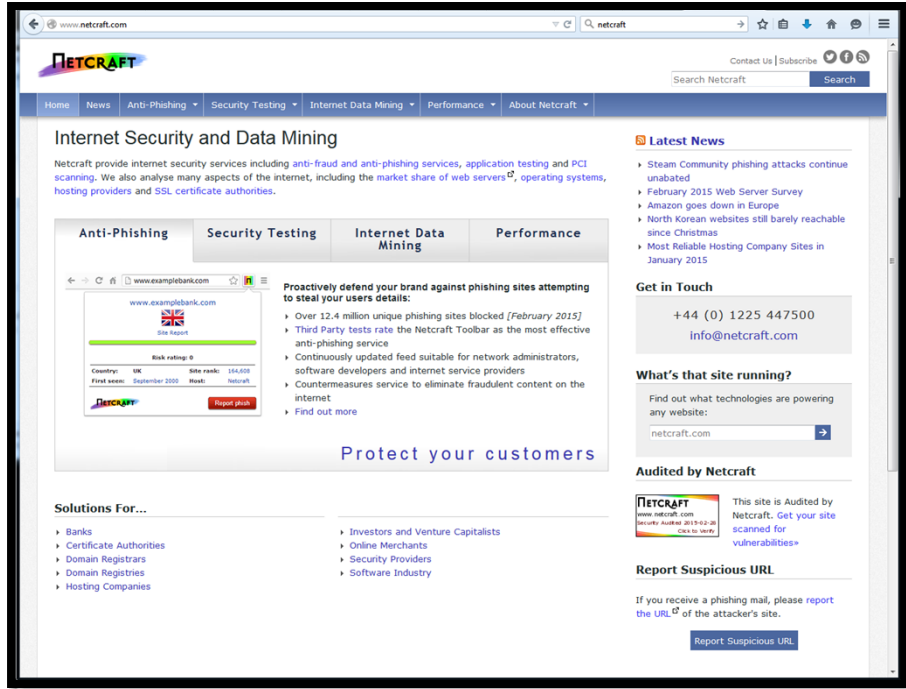 www.netcraft.com
netcraft
NETCRAFT
Contact Us | Subscribe
Search Netcraft
Search
Home News Anti-Phishing Security Testing Internet Data Mining Performance About Netcraft
Internet Security and Data Mining
Netcraft provide internet security services including anti-fraud and anti-phishing services, application testing and PCI
scanning. We also analyse many aspects of the internet, including the market share of web servers, operating systems,
hosting providers and SSL certificate authorities.
Anti-Phishing
Security Testing
Internet Data
Mining
Performance
www.examplebank.com
www.examplebank.com
Site Report
Risk rating: 0
Country: UK Site rank: 164,608
First seen: September 2000 Host: Netcraft
NETCRAFT
Report phish
Proactively defend your brand against phishing sites attempting
to steal your users details:
Over 12.4 million unique phishing sites blocked [February 2015]
Third Party tests rate the Netcraft Toolbar as the most effective
anti-phishing service
Continuously updated feed suitable for network administrators,
software developers and internet service providers
Countermeasures service to eliminate fraudulent content on the
internet
Find out more
Protect your customers
Solutions For...
Banks
Certificate Authorities
Domain Registrars
Domain Registries
Hosting Companies
Investors and Venture Capitalists
Online Merchants
Security Providers
Software Industry
Latest News
Steam Community phishing attacks continue
unabated
February 2015 Web Server Survey
Amazon goes down in Europe
North Korean websites still barely reachable
since Christmas
Most Reliable Hosting Company Sites in
January 2015
Get in Touch
+44 (0) 1225 447500
info@netcraft.com
What's that site running?
Find out what technologies are powering
any website:
netcraft.com
Audited by Netcraft
NETCRAFT
www.netcraft.com
Security Audited 2015-02-26
Click to Verify
This site is Audited by
Netcraft. Get your site
scanned for
vulnerabilities»
Report Suspicious URL
If you receive a phishing mail, please report
the URL of the attacker's site.
Report Suspicious URL